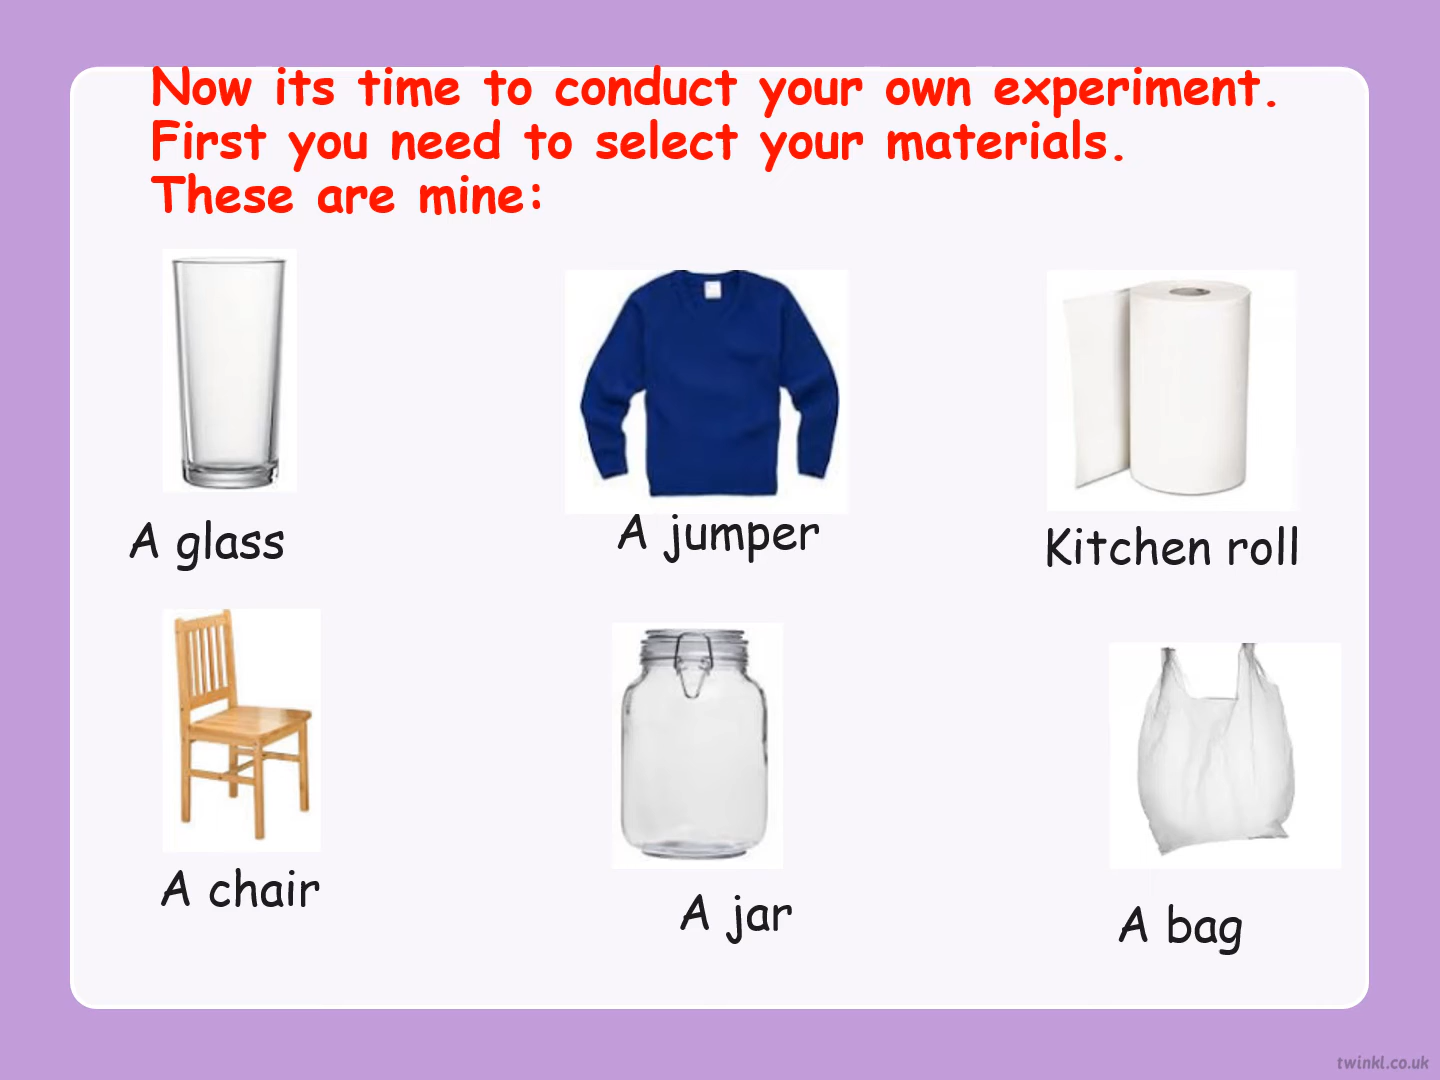 Now its time to conduct your own experiment.
First you need to select your materials.
These are mine:
A glass
A jumper
Kitchen roll
A chair
A jar
A bag
twinkl.co.uk